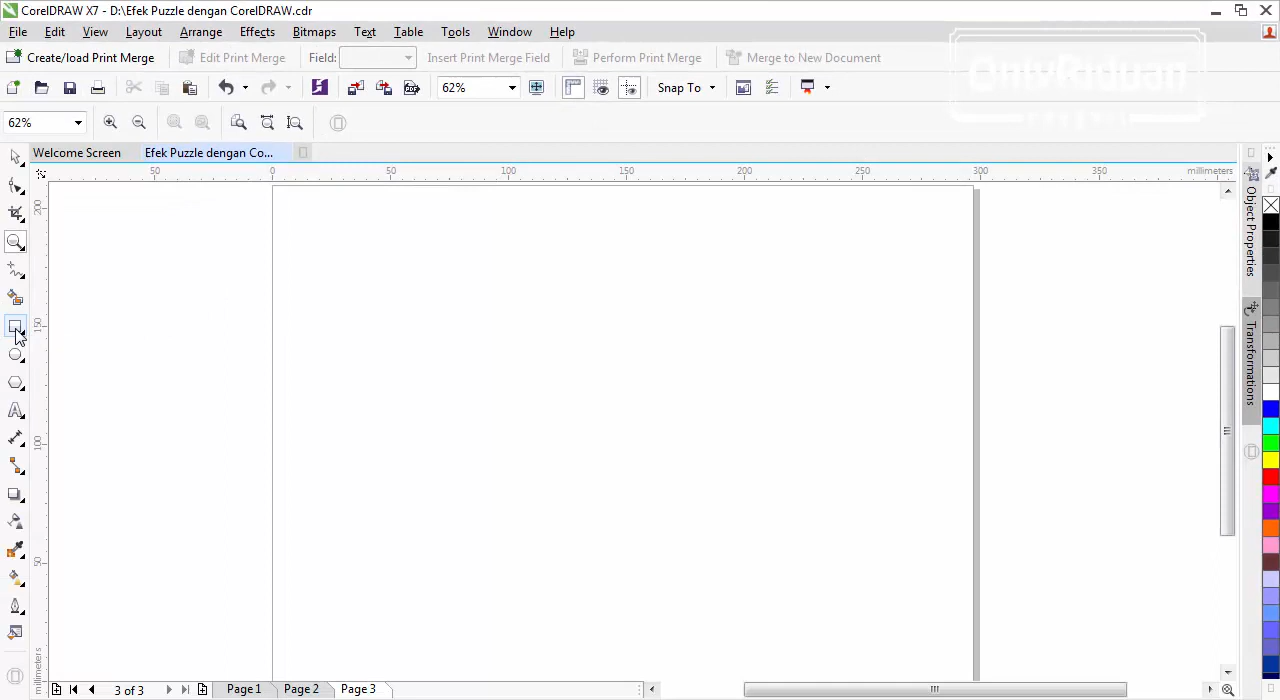 CorelDRAW X7 - D:\Efek Puzzle dengan CorelDRAW.cdr
File Edit View Layout Arrange Effects Bitmaps Text Table Tools Window Help
Create/load Print Merge Edit Print Merge Field: Insert Print Merge Field Perform Print Merge Merge to New Document
OnlyRiduan
62% Snap To
62%
Welcome Screen Efek Puzzle dengan Co...
50 0 50 100 150 200 250 300 350 millimeters
200
150
100
50
millimeters
Object Properties
Transformations
3 of 3 Page 1 Page 2 Page 3